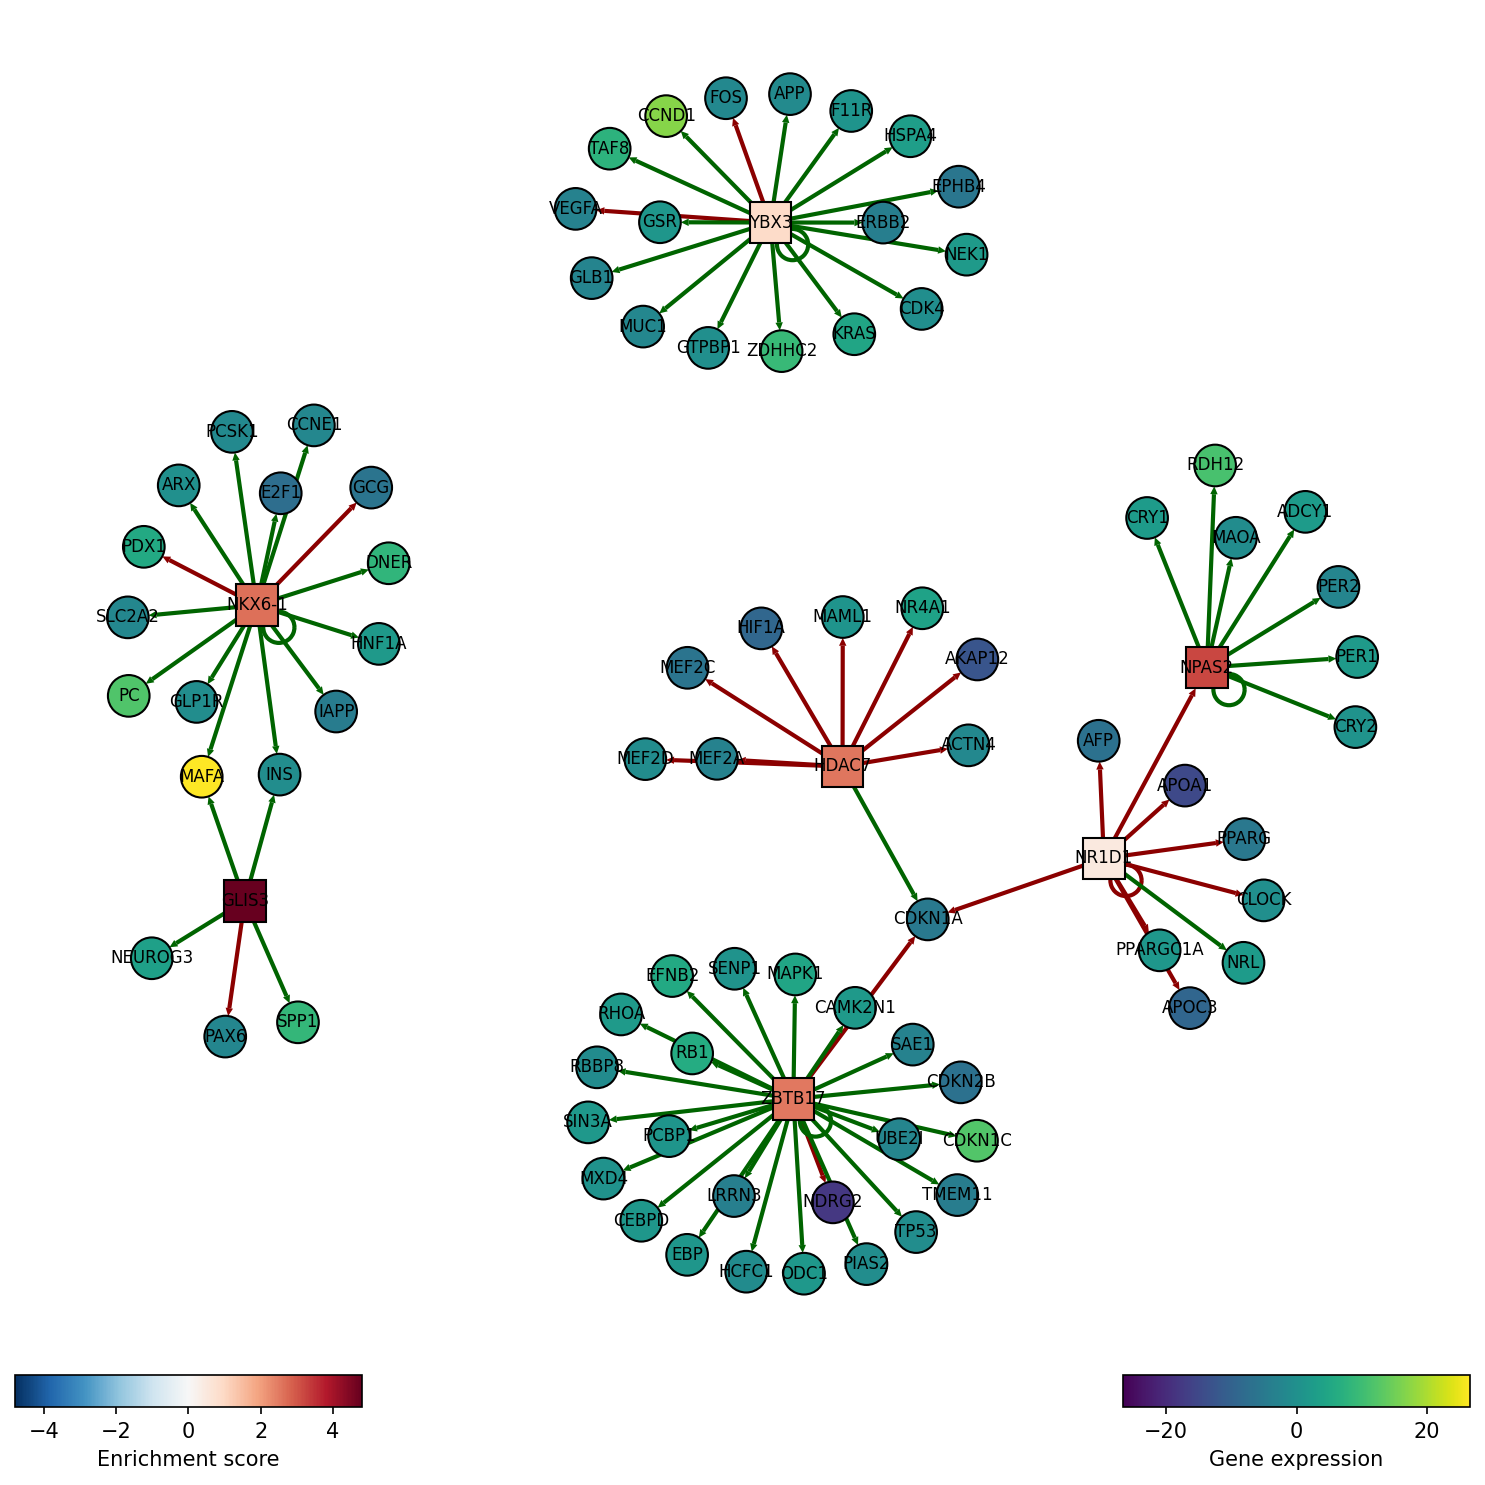 APP
FOS
F11R
CCND1
HSPA4
TAF8
EPHB4
VEGFA
GSR
YBX3
ERBB2
NEK1
GLB1
CDK4
MUC1
KRAS
GTPBP1
ZDHHC2
CCNE1
PCSK1
ARX
E2F1
GCG
PDX1
DNER
NKX6-1
SLC2A2
HNF1A
PC
GLP1R
IAPP
MAFA
INS
GLIS3
NEUROG3
PAX6
SPP1
RDH12
CRY1
ADCY1
MAOA
PER2
PER1
NPAS2
CRY2
NR4A1
MAML1
HIF1A
MEF2C
AKAP12
ACTN4
MEF2D
MEF2A
HDAC7
AFP
APOA1
PPARG
NR1D1
CLOCK
CDKN1A
PPARGC1A
NRL
APOC3
SENP1
EFNB2
MAPK1
CAMK2N1
RHOA
SAE1
RB1
RBBP8
CDKN2B
ZBTB17
SIN3A
PCBP1
UBE2I
CDKN1C
MXD4
LRRN3
NDRG2
TMEM11
CEBPD
TP53
EBP
HCFC1
ODC1
PIAS2
−4 −2 0 2 4
Enrichment score
−20 0 20
Gene expression